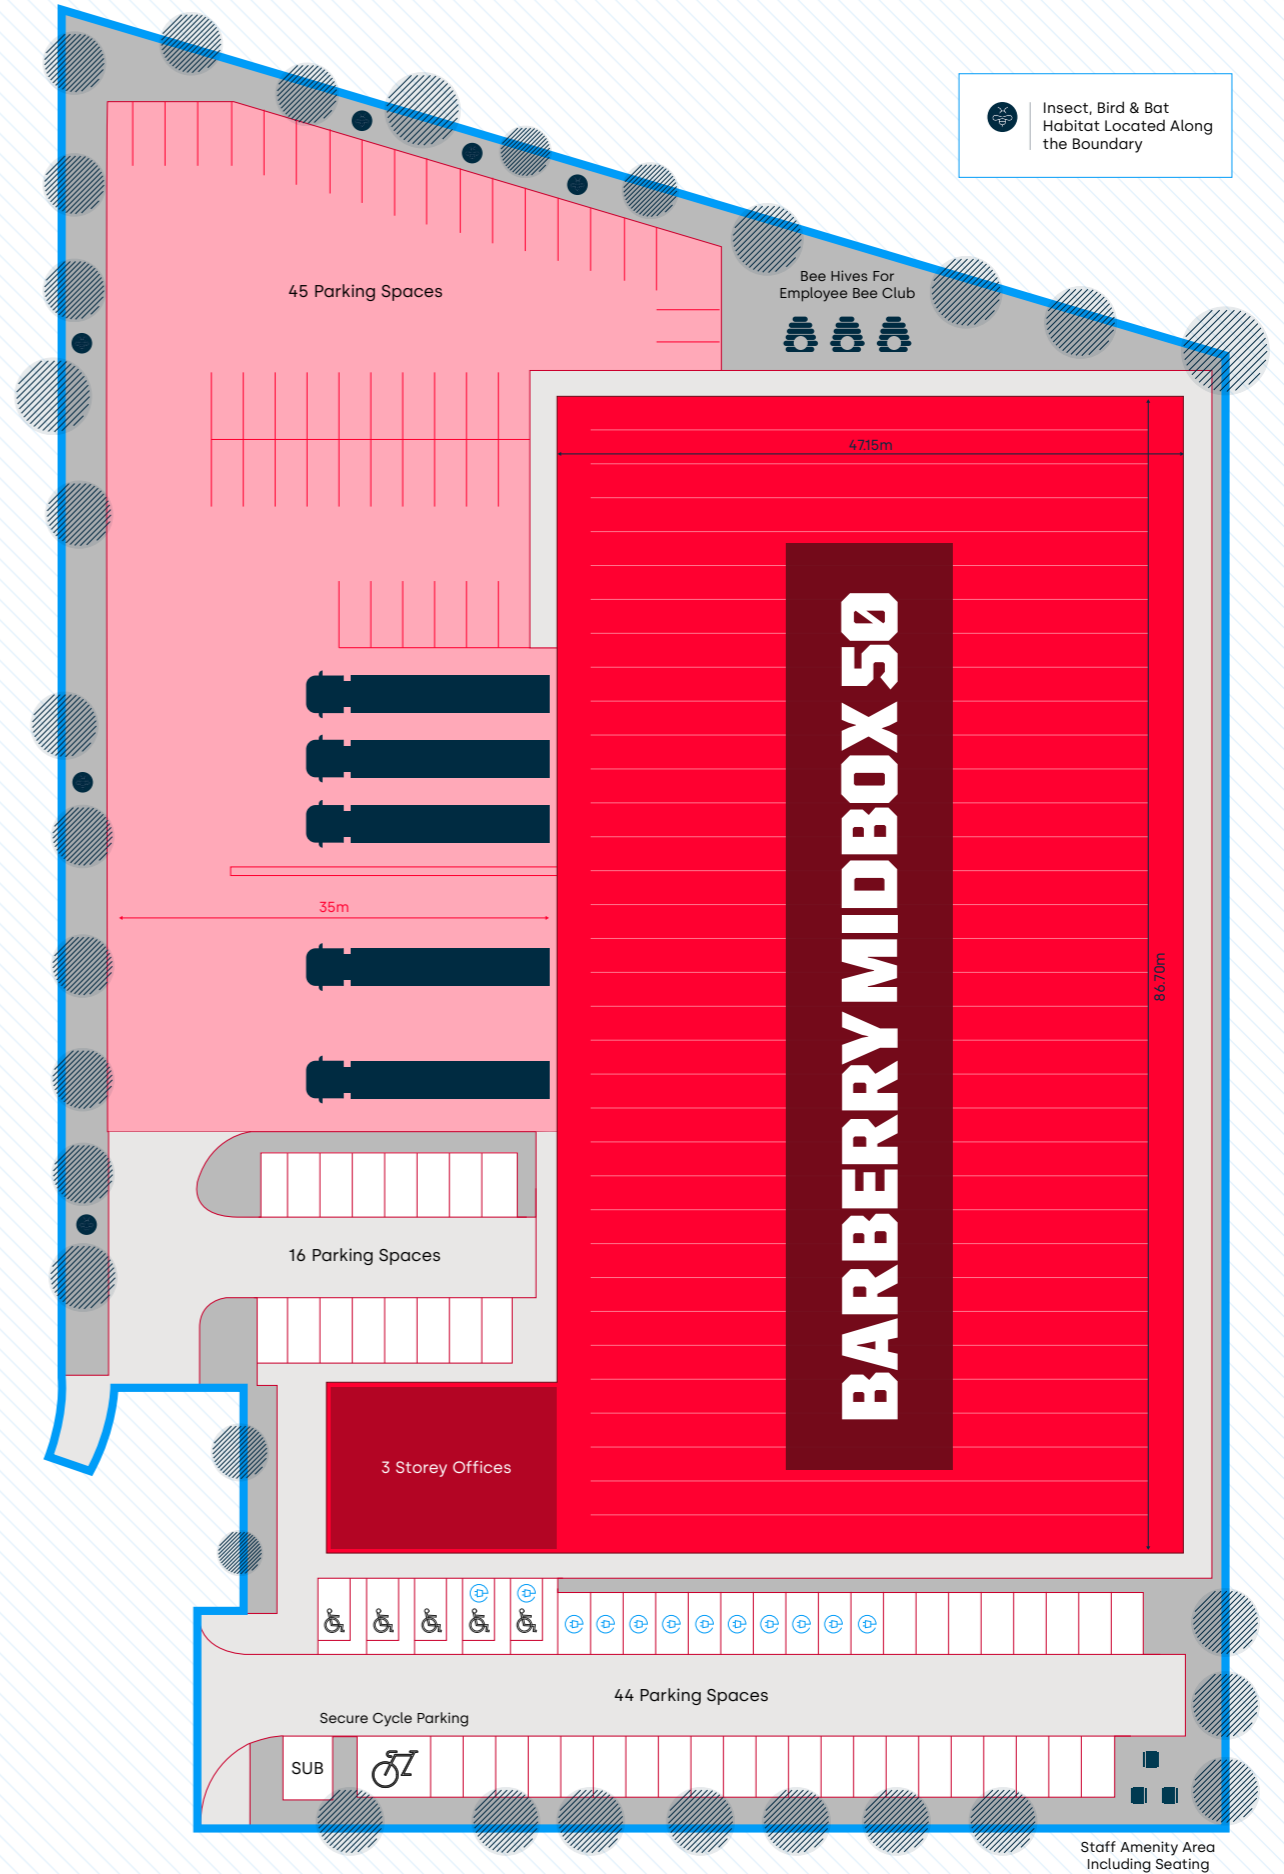 Insect, Bird & Bat
Habitat Located Along
the Boundary
Bee Hives For
Employee Bee Club
45 Parking Spaces
47.15m
BARBERRY MIDBOX 50
35m
86.70m
16 Parking Spaces
3 Storey Offices
44 Parking Spaces
Secure Cycle Parking
SUB
Staff Amenity Area
Including Seating